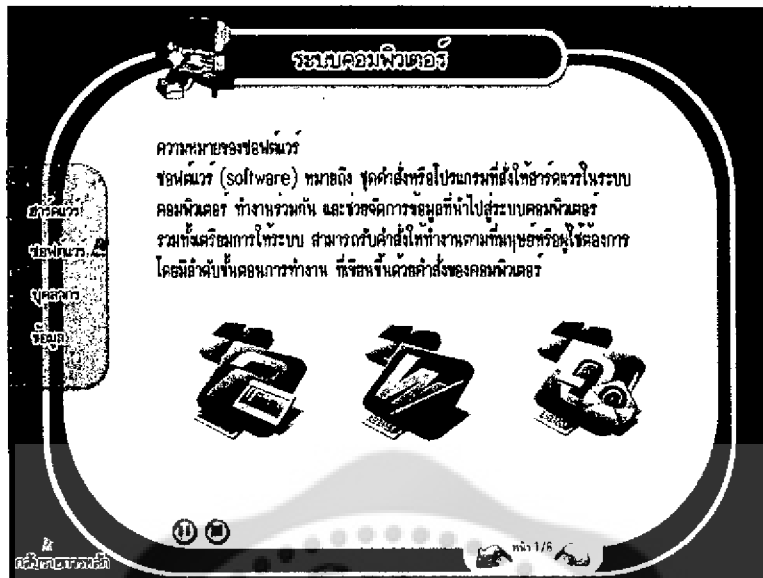 ระบบคอมพิวเตอร์
ความหมายของซอฟต์แวร์
ซอฟต์แวร์ (software) หมายถึง ชุดคำสั่งหรือโปรแกรมที่สั่งให้ฮาร์ดแวร์ในระบบ
คอมพิวเตอร์ ทำงานรวมกัน และช่วยจัดการข้อมูลที่นำไปสู่ระบบคอมพิวเตอร์
รวมทั้งเตรียมการให้ระบบ สามารถรับคำสั่งให้ทำงานตามที่มนุษย์หรือผู้ใช้ต้องการ
โดยมีลำดับขั้นตอนการทำงาน ที่เขียนขึ้นด้วยคำสั่งของคอมพิวเตอร์
ฮาร์ดแวร์
ซอฟต์แวร์
บุคลากร
ข้อมูล
กลับรายการหลัก
หน้า 1/6